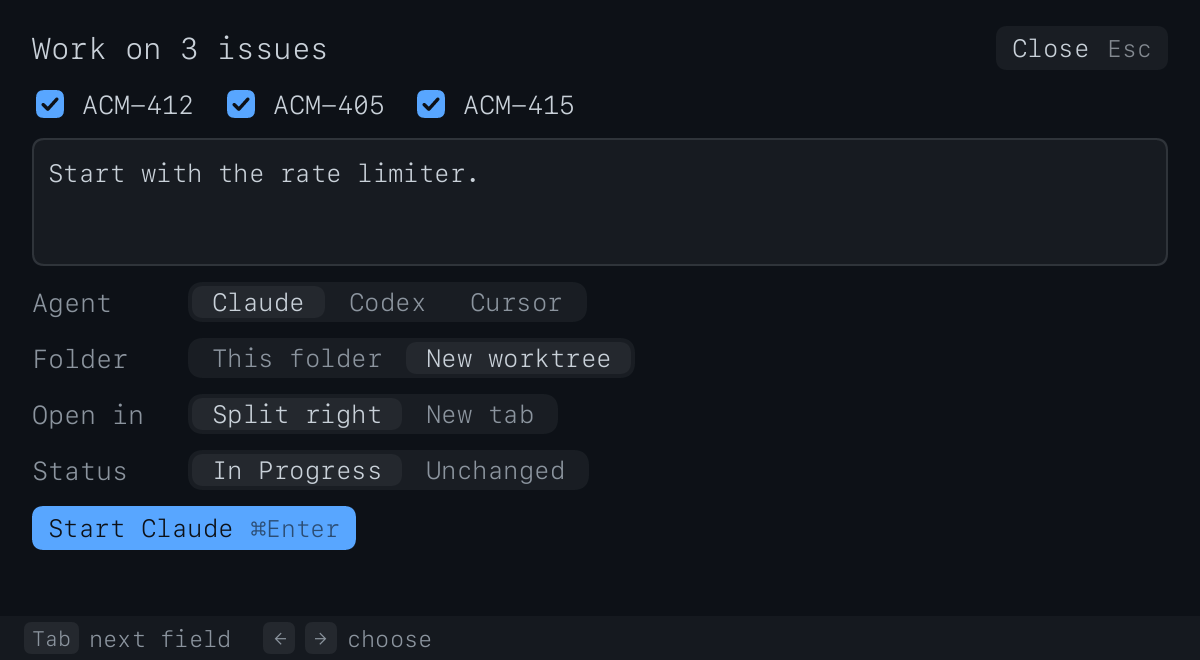 Work on 3 issues
Close Esc
ACM—412 ACM—405 ACM—415
Start with the rate limiter.
Agent Claude Codex Cursor
Folder This folder New worktree
Open in Split right New tab
Status In Progress Unchanged
Start Claude ⌘Enter
Tab next field ← → choose